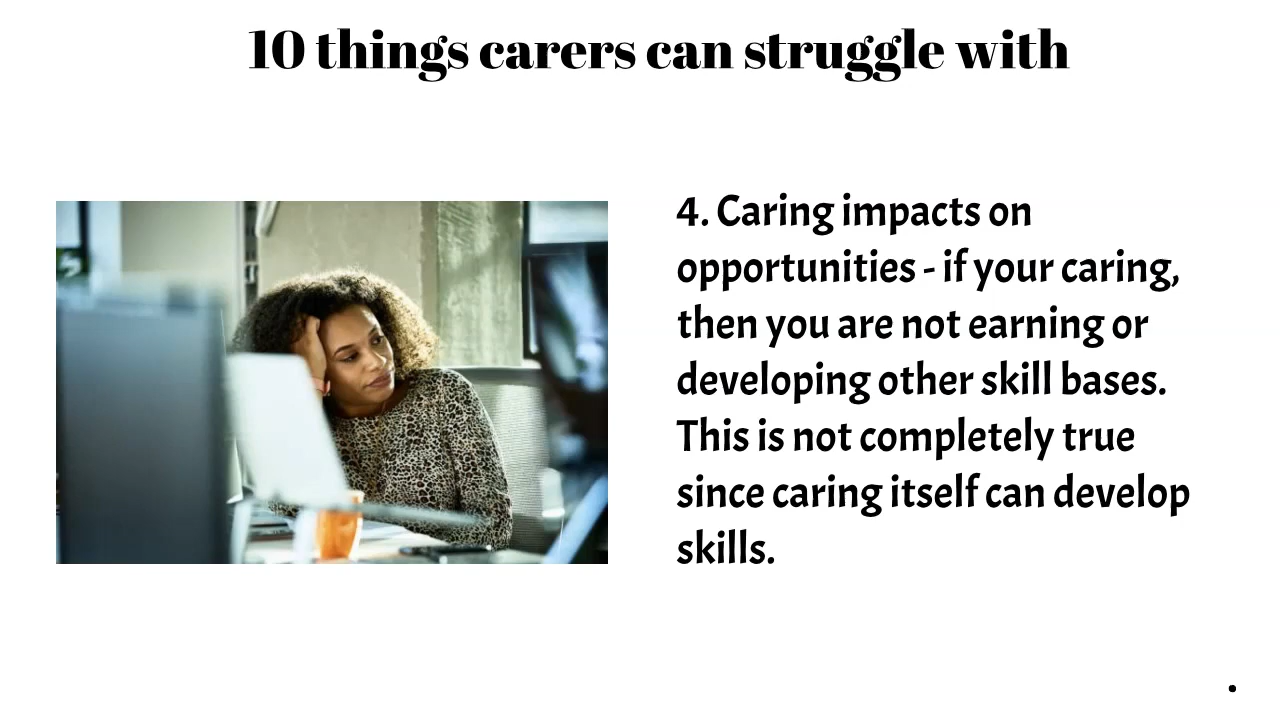 10 things carers can struggle with
4. Caring impacts on
opportunities - if your caring,
then you are not earning or
developing other skill bases.
This is not completely true
since caring itself can develop
skills.
.